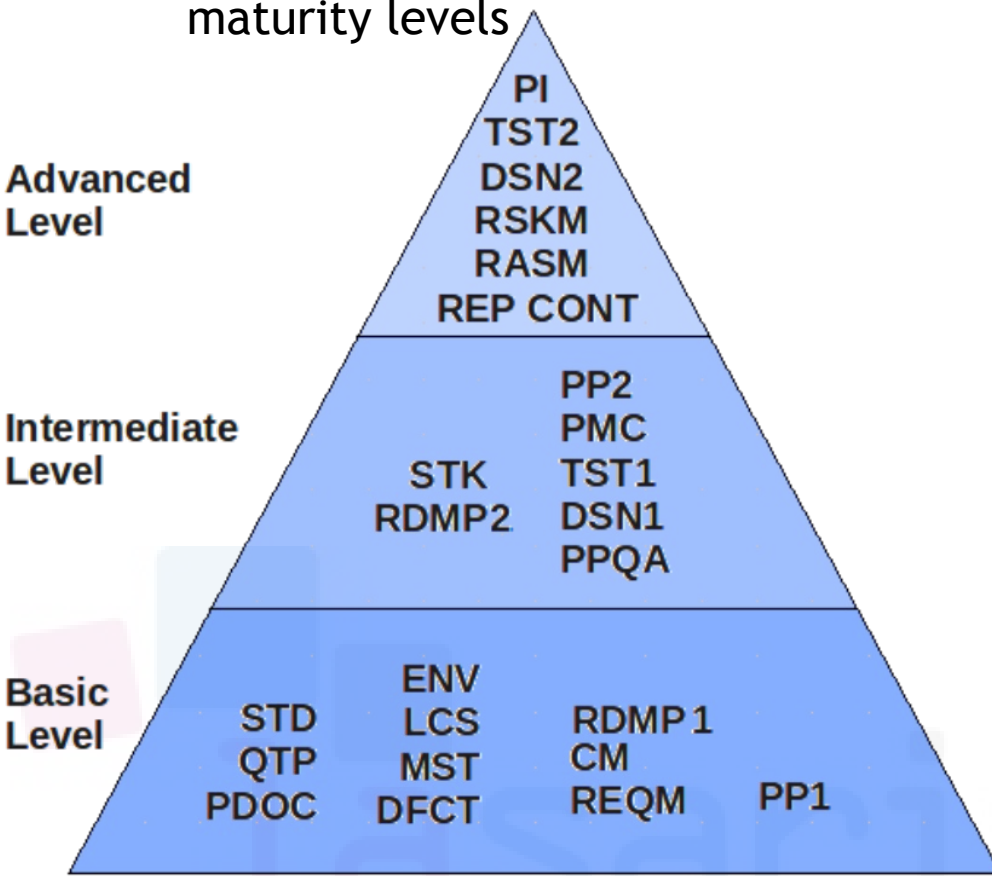 maturity levels
Advanced
Level
PI
TST2
DSN2
RSKM
RASM
REP CONT
Intermediate
Level
STK
RDMP2
PP2
PMC
TST1
DSN1
PPQA
Basic
Level
STD
QTP
PDOC
ENV
LCS
MST
DFCT
RDMP1
CM
REQM
PP1